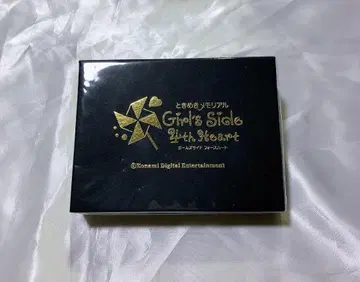 ときめきメモリアル
Girl's Side
4th Heart
ガールズサイド フォースハート
©Konami Digital Entertainment